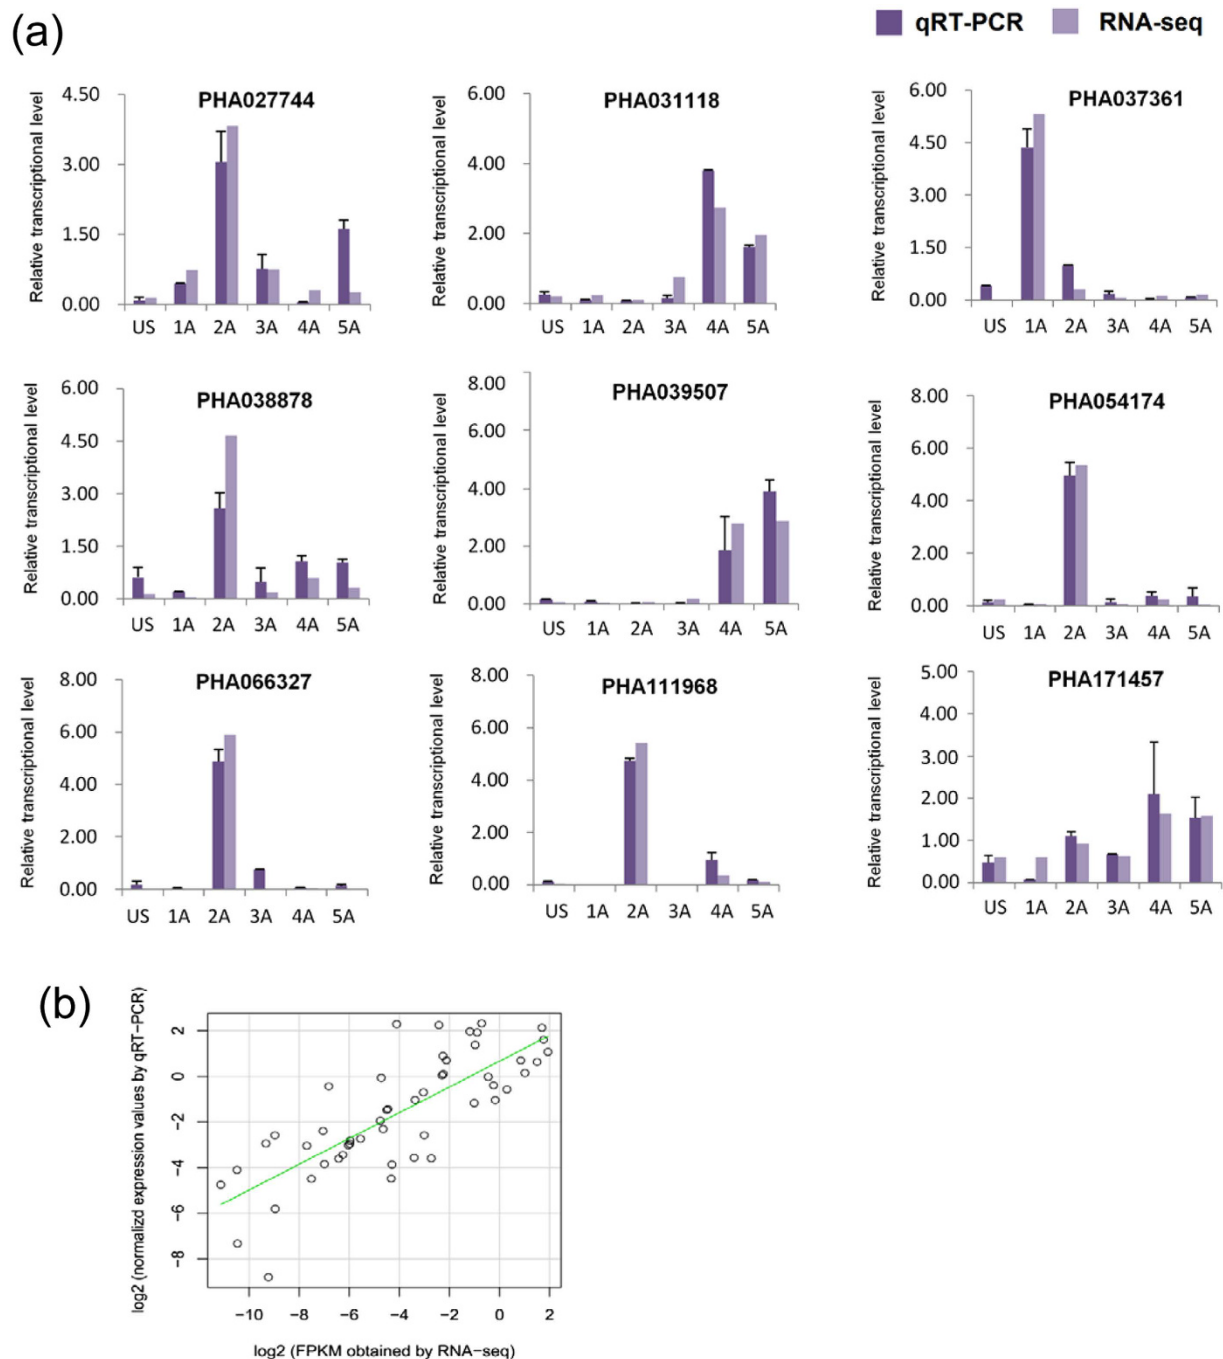 (a)
qRT-PCR RNA-seq
PHA027744
Relative transcriptional level
4.50
3.00
1.50
0.00
US 1A 2A 3A 4A 5A
PHA031118
Relative transcriptional level
6.00
4.00
2.00
0.00
US 1A 2A 3A 4A 5A
PHA037361
Relative transcriptional level
6.00
4.50
3.00
1.50
0.00
US 1A 2A 3A 4A 5A
PHA038878
Relative transcriptional level
6.00
4.50
3.00
1.50
0.00
US 1A 2A 3A 4A 5A
PHA039507
Relative transcriptional level
8.00
6.00
4.00
2.00
0.00
US 1A 2A 3A 4A 5A
PHA054174
Relative transcriptional level
8.00
6.00
4.00
2.00
0.00
US 1A 2A 3A 4A 5A
PHA066327
Relative transcriptional level
8.00
6.00
4.00
2.00
0.00
US 1A 2A 3A 4A 5A
PHA111968
Relative transcriptional level
8.00
6.00
4.00
2.00
0.00
US 1A 2A 3A 4A 5A
PHA171457
Relative transcriptional level
5.00
4.00
3.00
2.00
1.00
0.00
US 1A 2A 3A 4A 5A
(b)
log2 (normalizd expression values by qRT−PCR)
2
0
−2
−4
−6
−8
−10 −8 −6 −4 −2 0 2
log2 (FPKM obtained by RNA−seq)